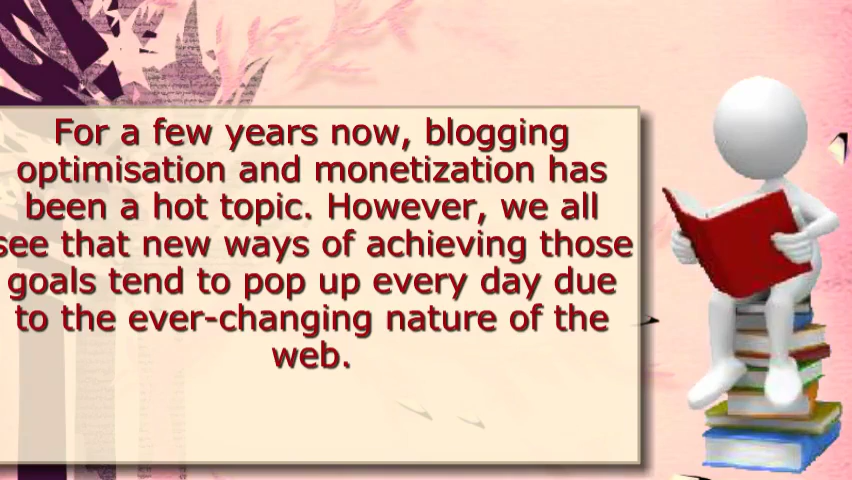 For a few years now, blogging
optimisation and monetization has
been a hot topic. However, we all
see that new ways of achieving those
goals tend to pop up every day due
to the ever-changing nature of the
web.